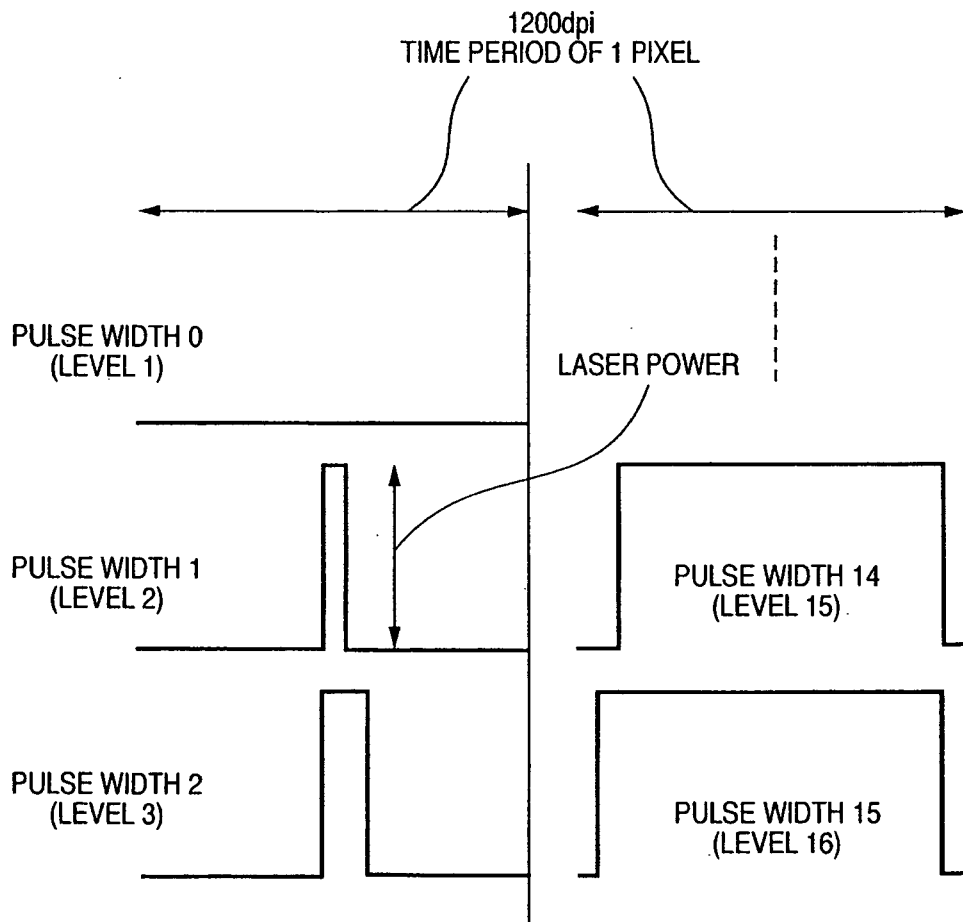 1200dpi
TIME PERIOD OF 1 PIXEL
PULSE WIDTH 0
(LEVEL 1)
LASER POWER
PULSE WIDTH 1
(LEVEL 2)
PULSE WIDTH 14
(LEVEL 15)
PULSE WIDTH 2
(LEVEL 3)
PULSE WIDTH 15
(LEVEL 16)